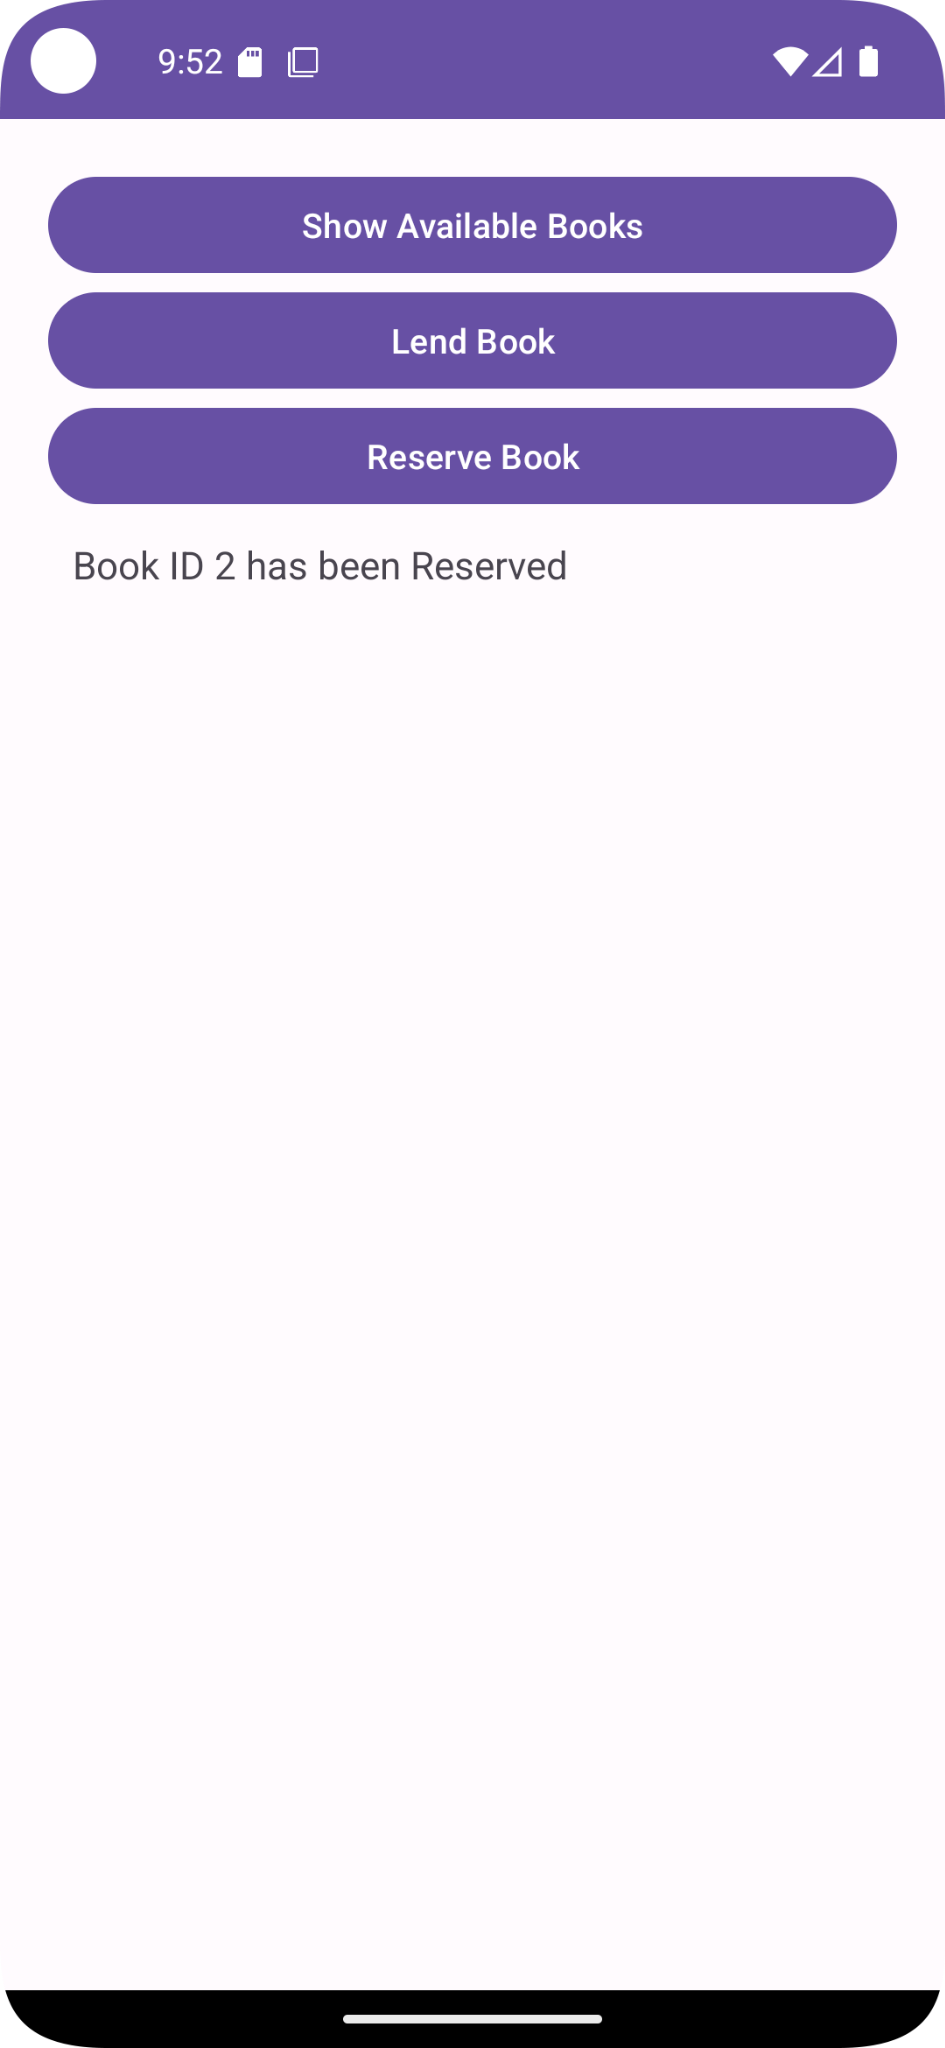 9:52
Show Available Books
Lend Book
Reserve Book
Book ID 2 has been Reserved